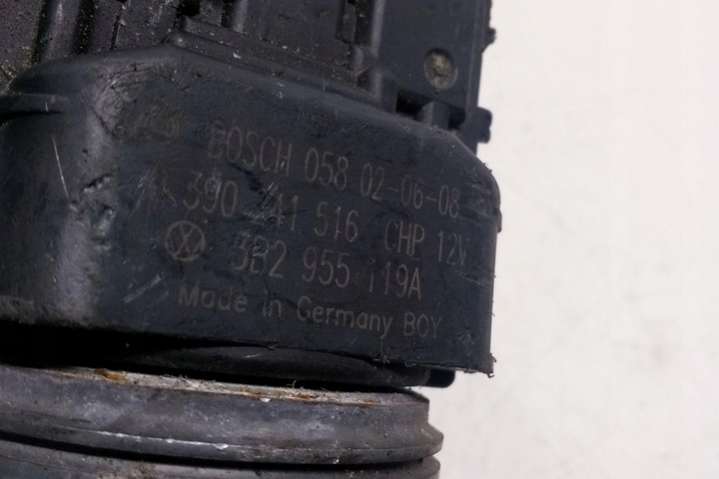 BOSCH 058 02-06-08
390 241 516 CHP 12V
3B2 955 119A
Made in Germany BOY